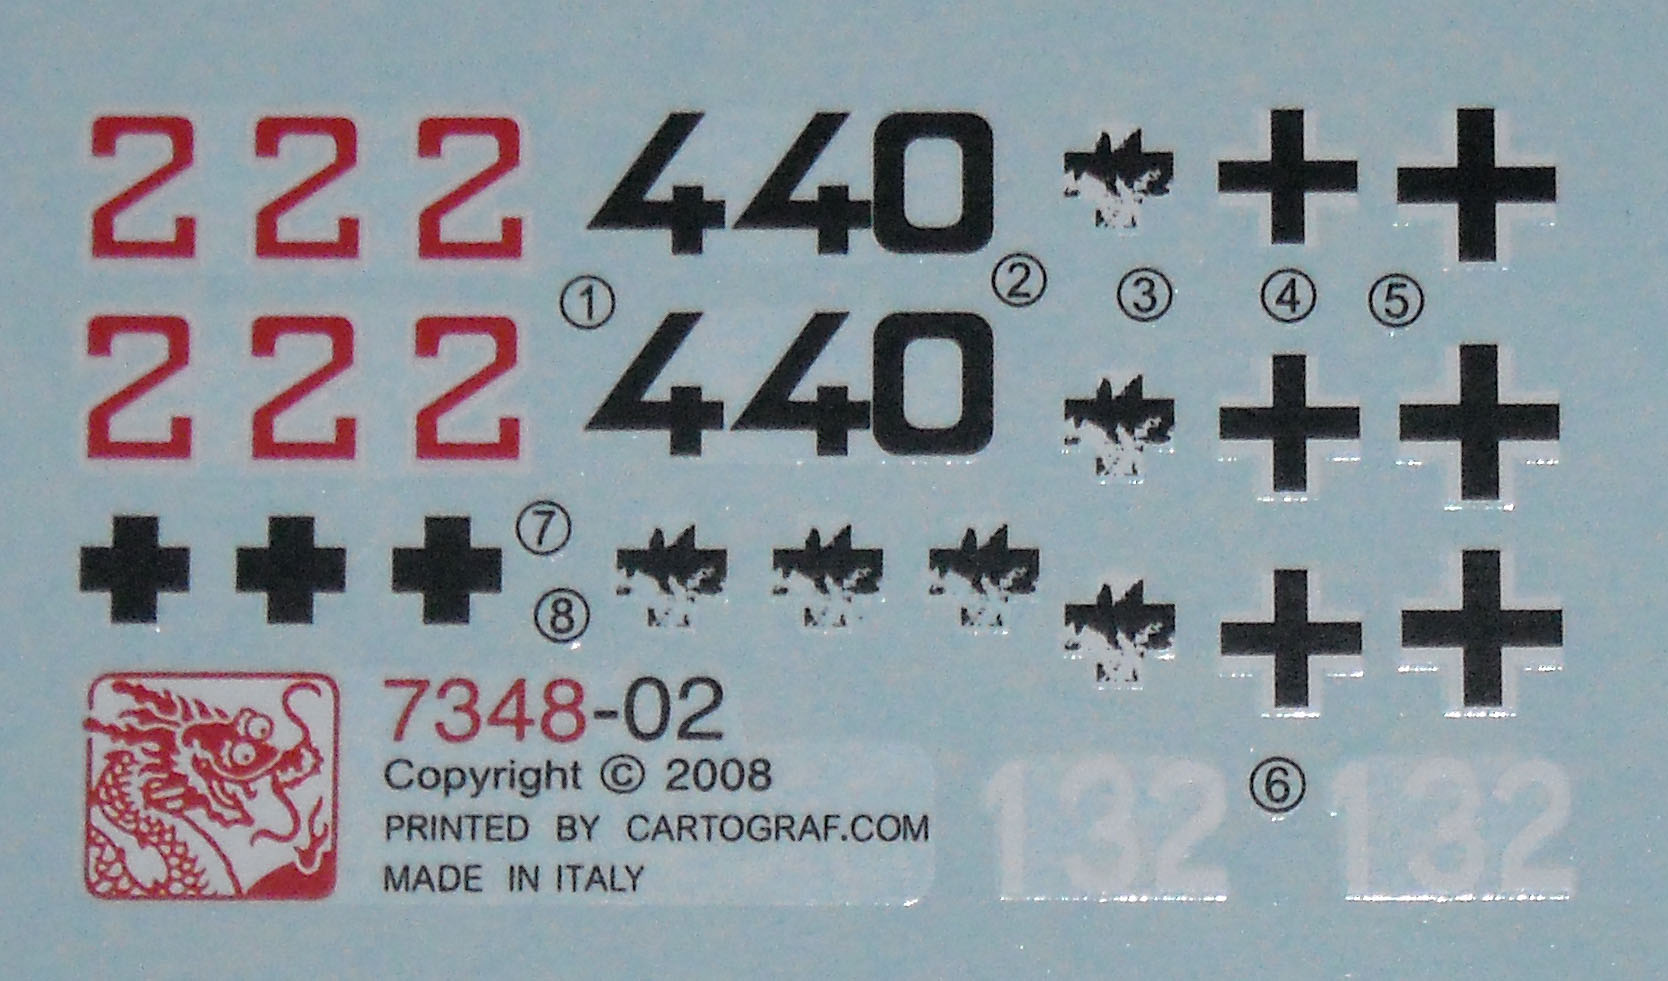 222 440
① ② ③ ④ ⑤
222 440
⑦
⑧
7348-02
Copyright © 2008
PRINTED BY CARTOGRAF.COM
MADE IN ITALY
132 ⑥ 132